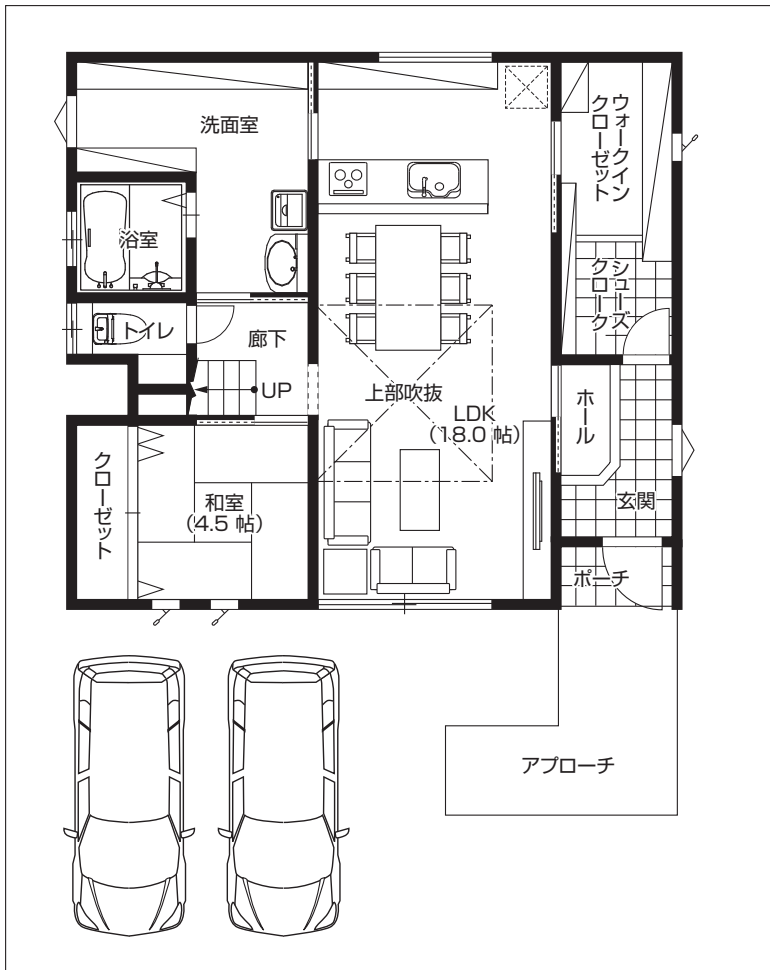 洗面室
ウォークイン
クローゼット
浴室
シューズ
クローク
トイレ
廊下
UP
上部吹抜
LDK
(18.0 帖)
ホール
クローゼット
和室
(4.5 帖)
玄関
ポーチ
アプローチ